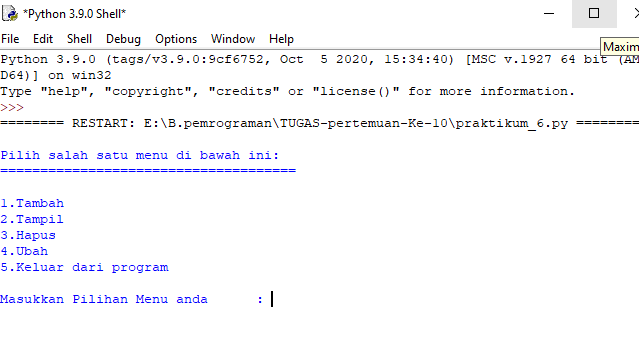 *Python 3.9.0 Shell*
File Edit Shell Debug Options Window Help
Maxim
Python 3.9.0 (tags/v3.9.0:9cf6752, Oct  5 2020, 15:34:40) [MSC v.1927 64 bit (AM
D64)] on win32
Type "help", "copyright", "credits" or "license()" for more information.
>>>
======== RESTART: E:\B.pemrograman\TUGAS-pertemuan-Ke-10\praktikum_6.py ========
Pilih salah satu menu di bawah ini:
=====================================
1.Tambah
2.Tampil
3.Hapus
4.Ubah
5.Keluar dari program
Masukkan Pilihan Menu anda      :